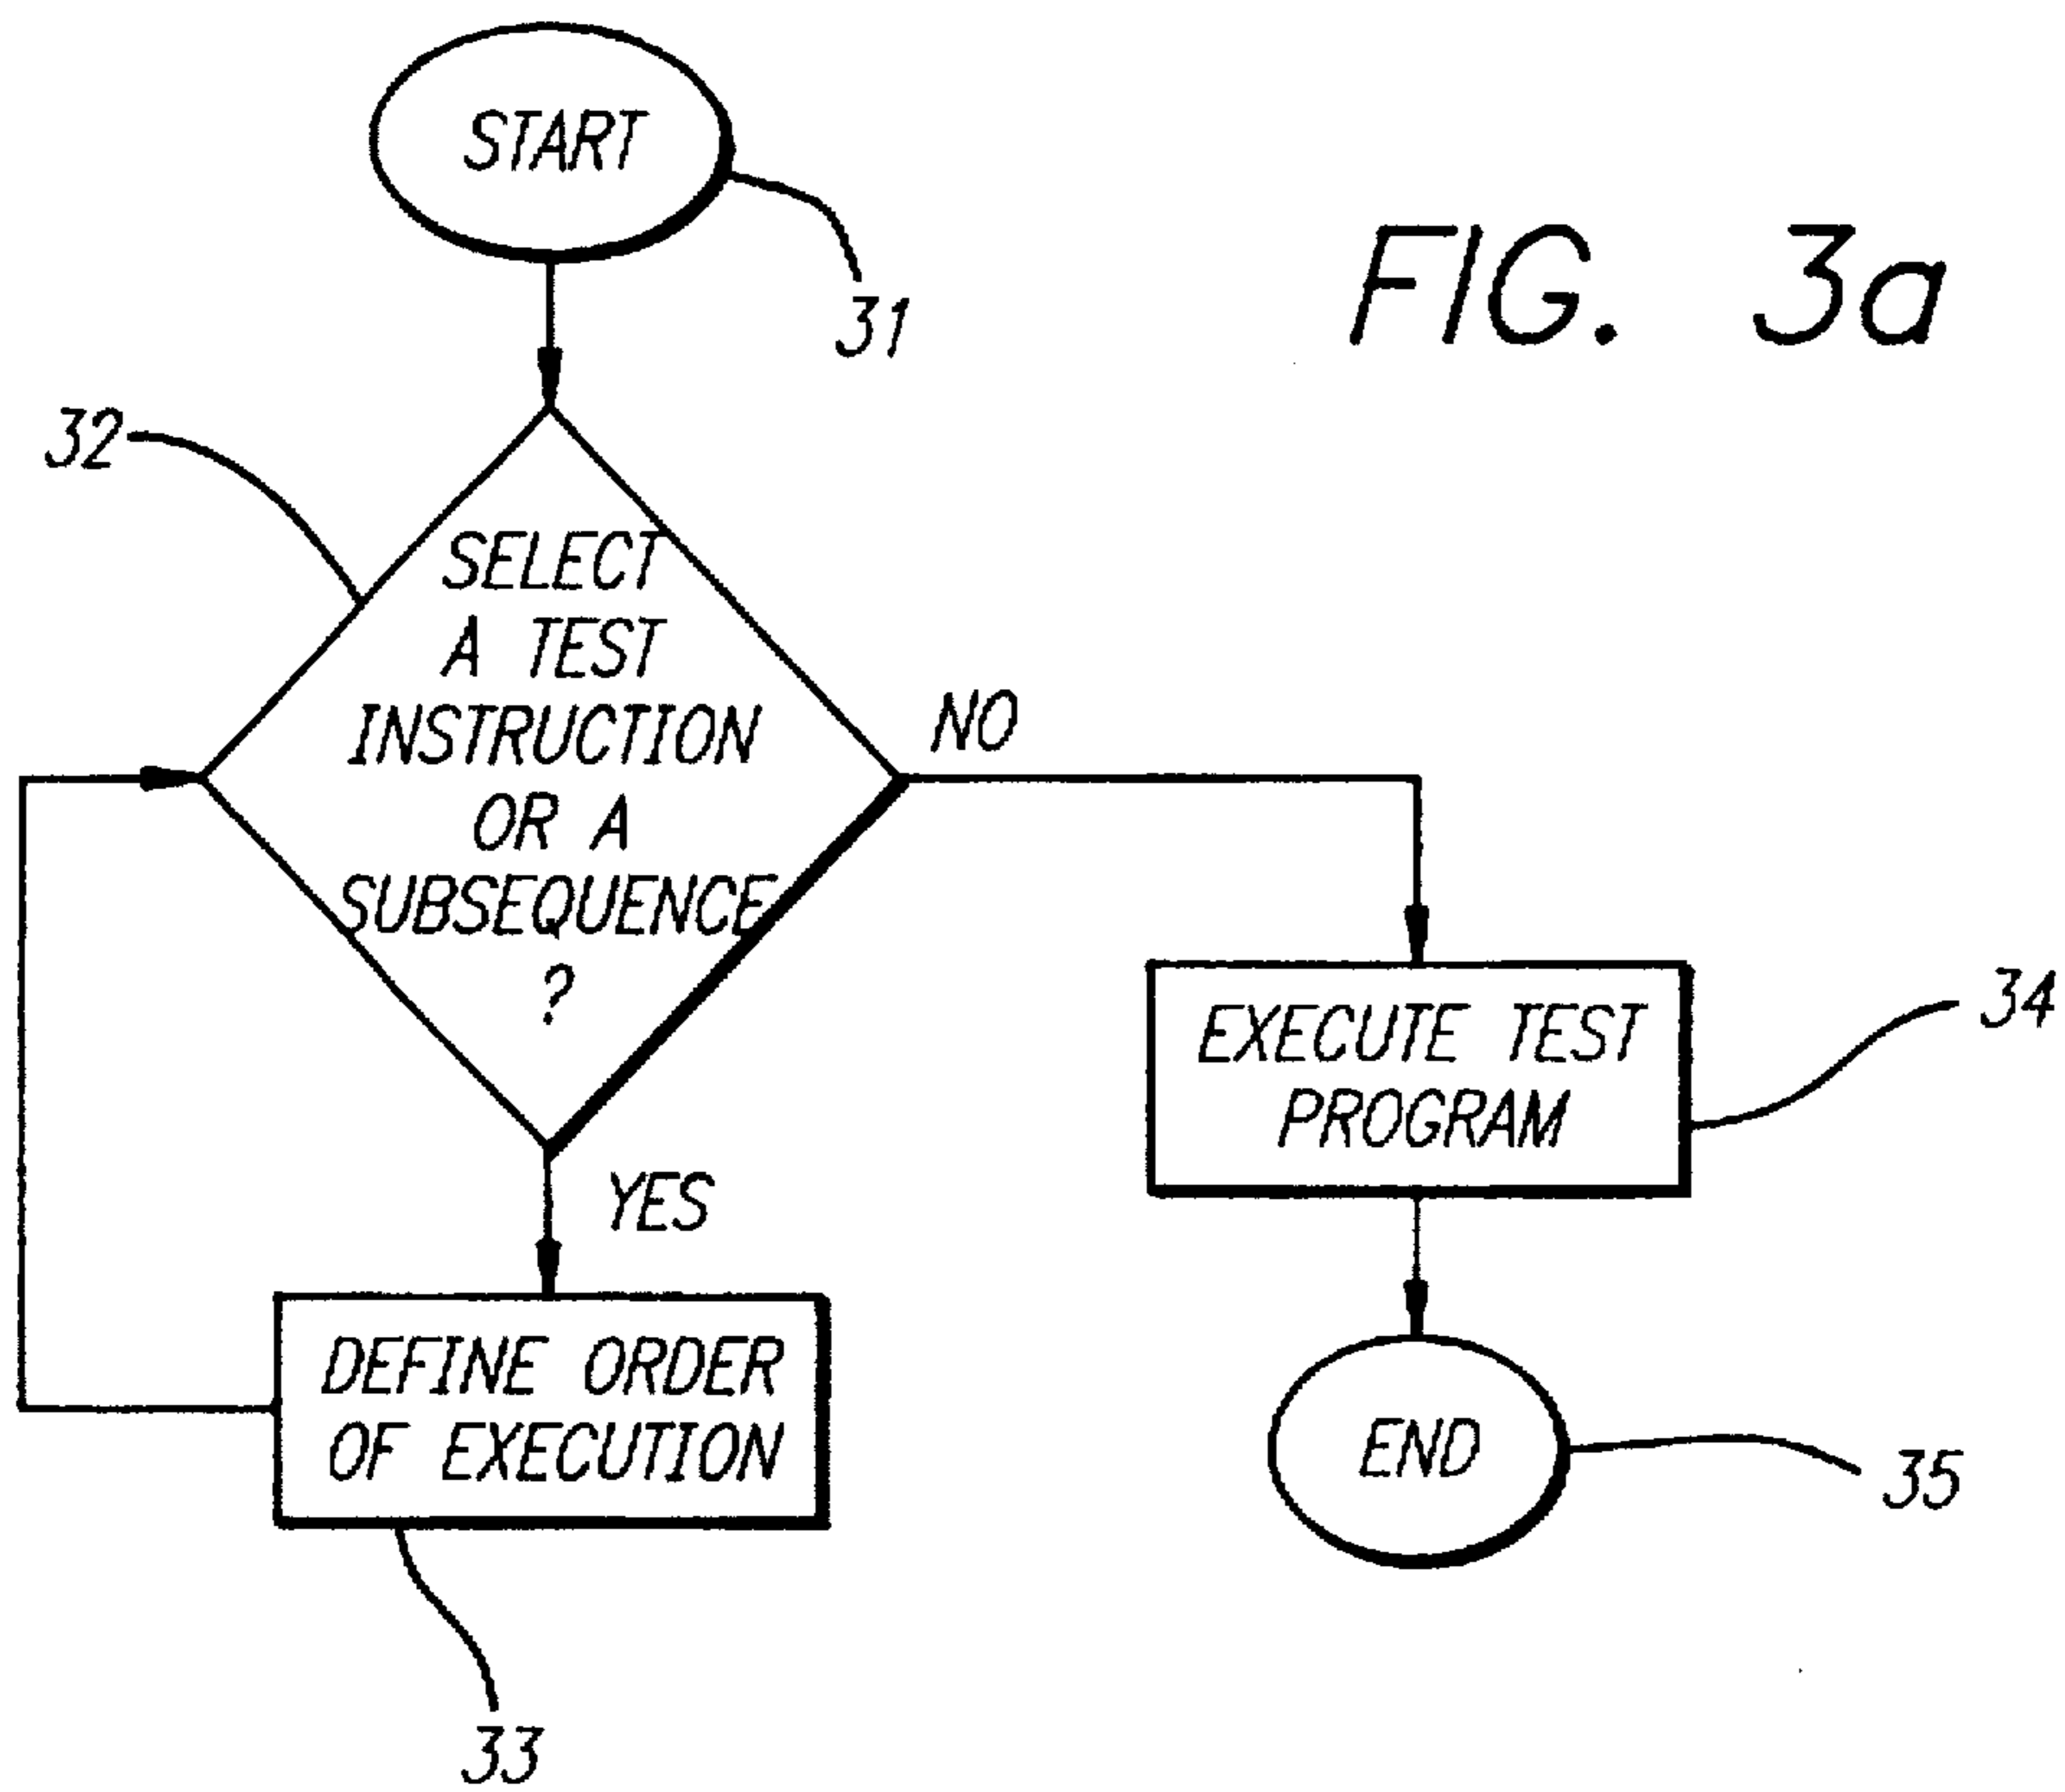 START
31
FIG. 3a
32
SELECT
A TEST
INSTRUCTION
OR A
SUBSEQUENCE
?
NO
YES
EXECUTE TEST
PROGRAM
34
DEFINE ORDER
OF EXECUTION
33
END
35